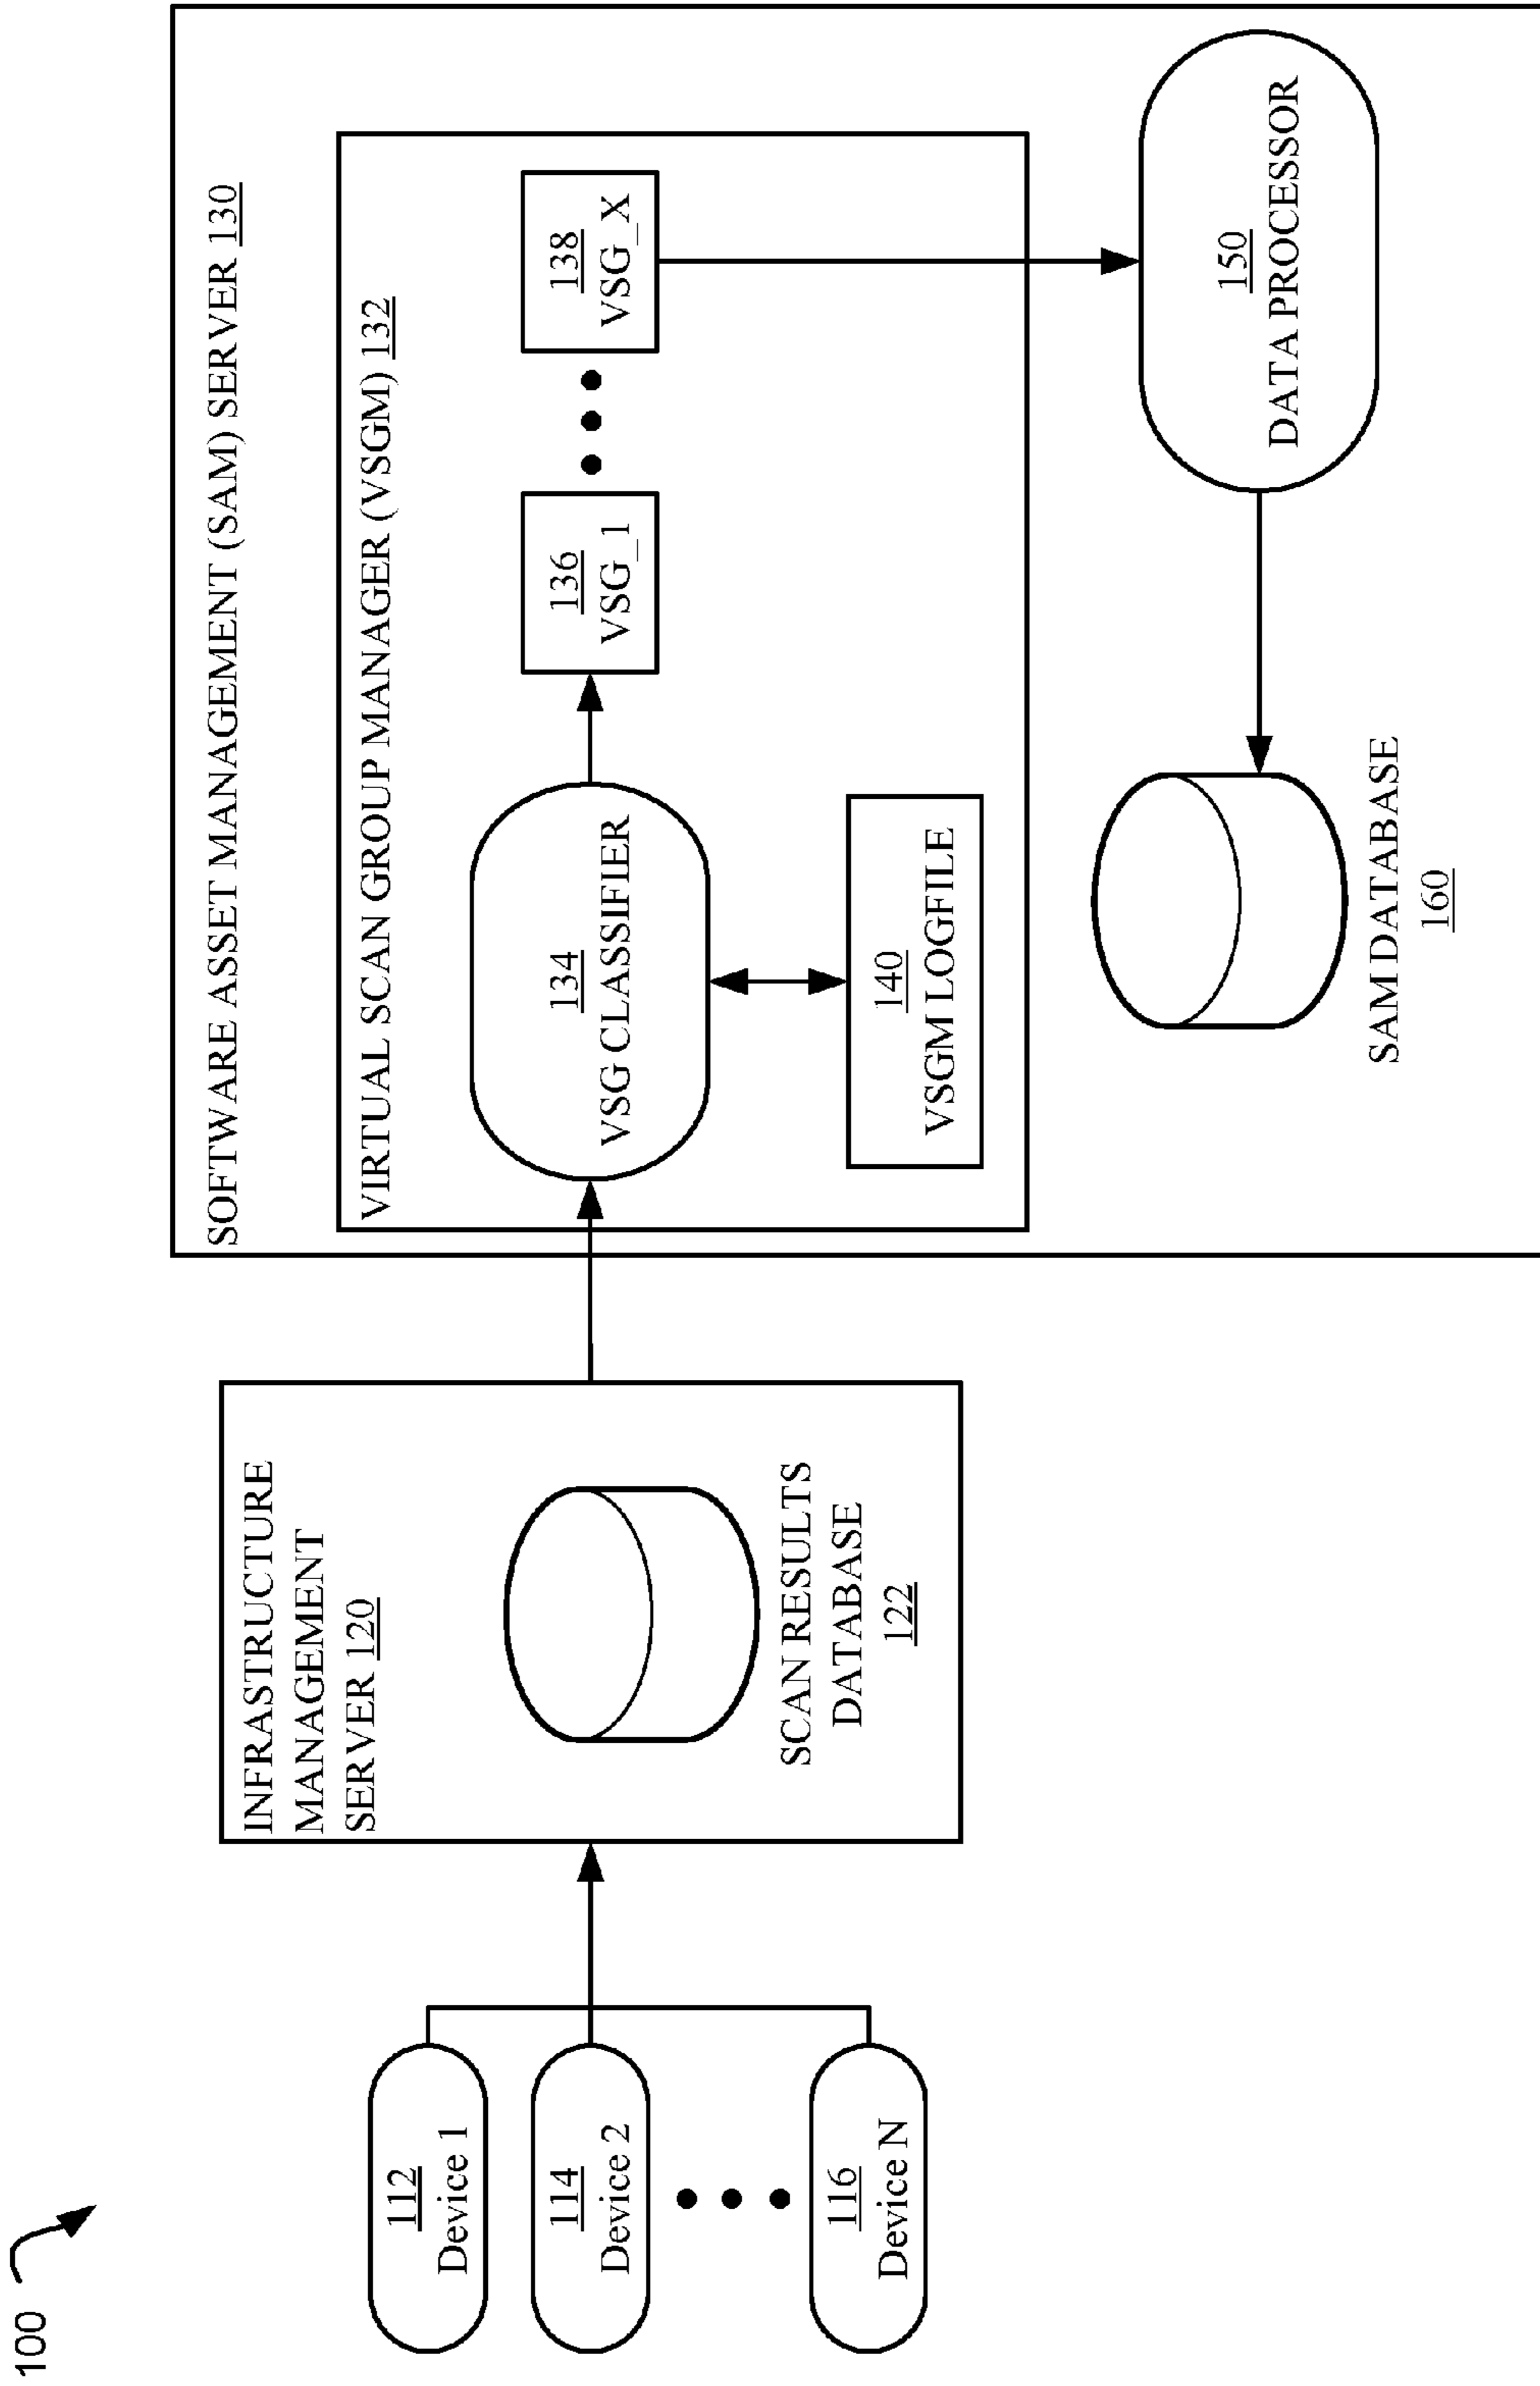 100
112
Device 1
114
Device 2
116
Device N
INFRASTRUCTURE
MANAGEMENT
SERVER 120
SCAN RESULTS
DATABASE
122
SOFTWARE ASSET MANAGEMENT (SAM) SERVER 130
VIRTUAL SCAN GROUP MANAGER (VSGM) 132
134
VSG CLASSIFIER
136
VSG_1
138
VSG_X
140
VSGM LOGFILE
150
DATA PROCESSOR
SAM DATABASE
160